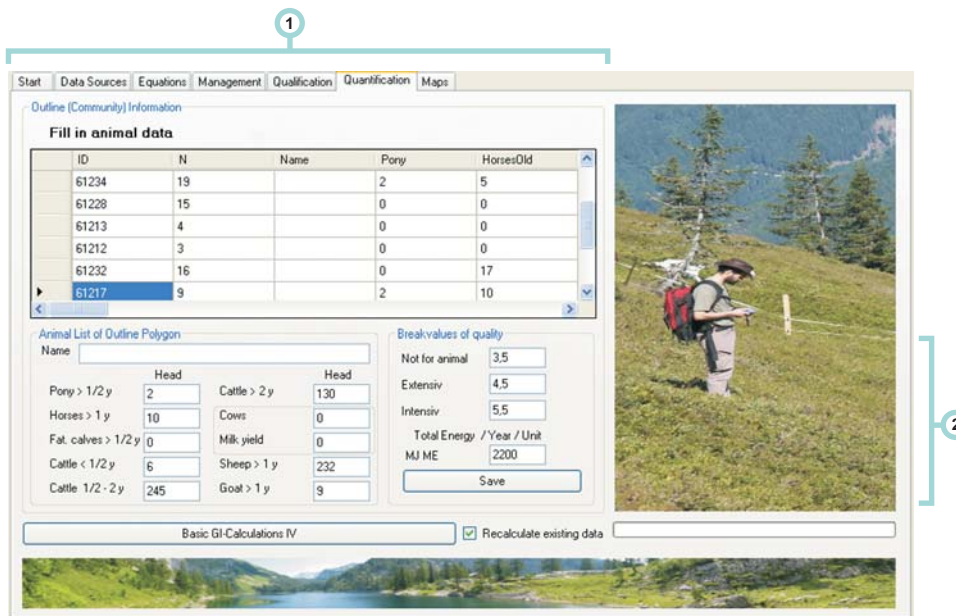 1
Start Data Sources Equations Management Qualification Quantification Maps
Outline (Community) Information
Fill in animal data
ID N Name Pony HorsesOld
61234 19 2 5
61228 15 0 0
61213 4 0 0
61212 3 0 0
61232 16 0 17
61217 9 2 10
Animal List of Outline Polygon
Name
Head Head
Pony > 1/2 y 2 Cattle > 2 y 130
Horses > 1 y 10 Cows 0
Fat. calves > 1/2 y 0 Milk yield 0
Cattle < 1/2 y 6 Sheep > 1 y 232
Cattle 1/2 - 2 y 245 Goat > 1 y 9
Breakvalues of quality
Not for animal 3,5
Extensiv 4,5
Intensiv 5,5
Total Energy / Year / Unit
MJ ME 2200
Save
2
Basic GI-Calculations IV Recalculate existing data